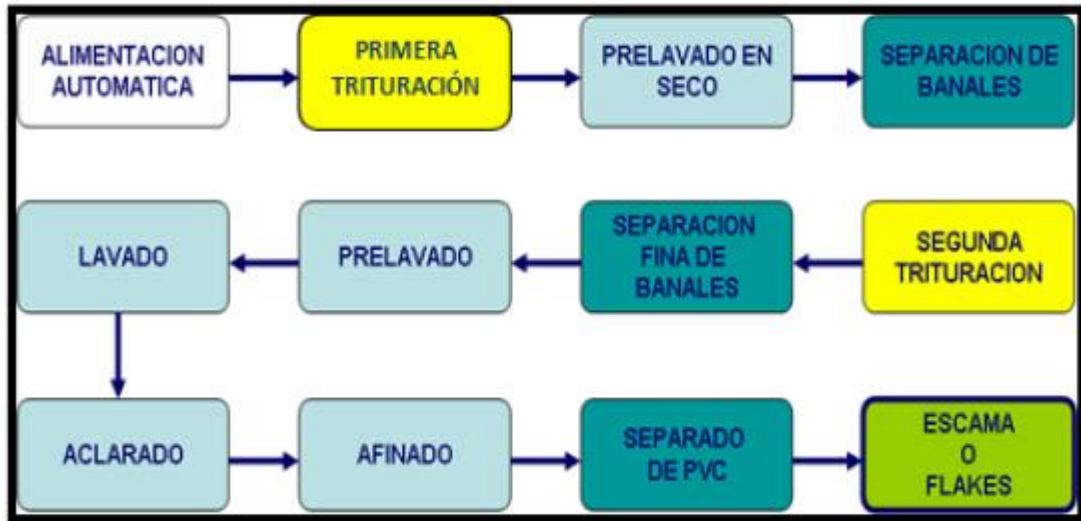 ALIMENTACION
AUTOMATICA
PRIMERA
TRITURACIÓN
PRELAVADO EN
SECO
SEPARACION DE
BANALES
LAVADO
PRELAVADO
SEPARACION
FINA DE
BANALES
SEGUNDA
TRITURACION
ACLARADO
AFINADO
SEPARADO
DE PVC
ESCAMA
O
FLAKES